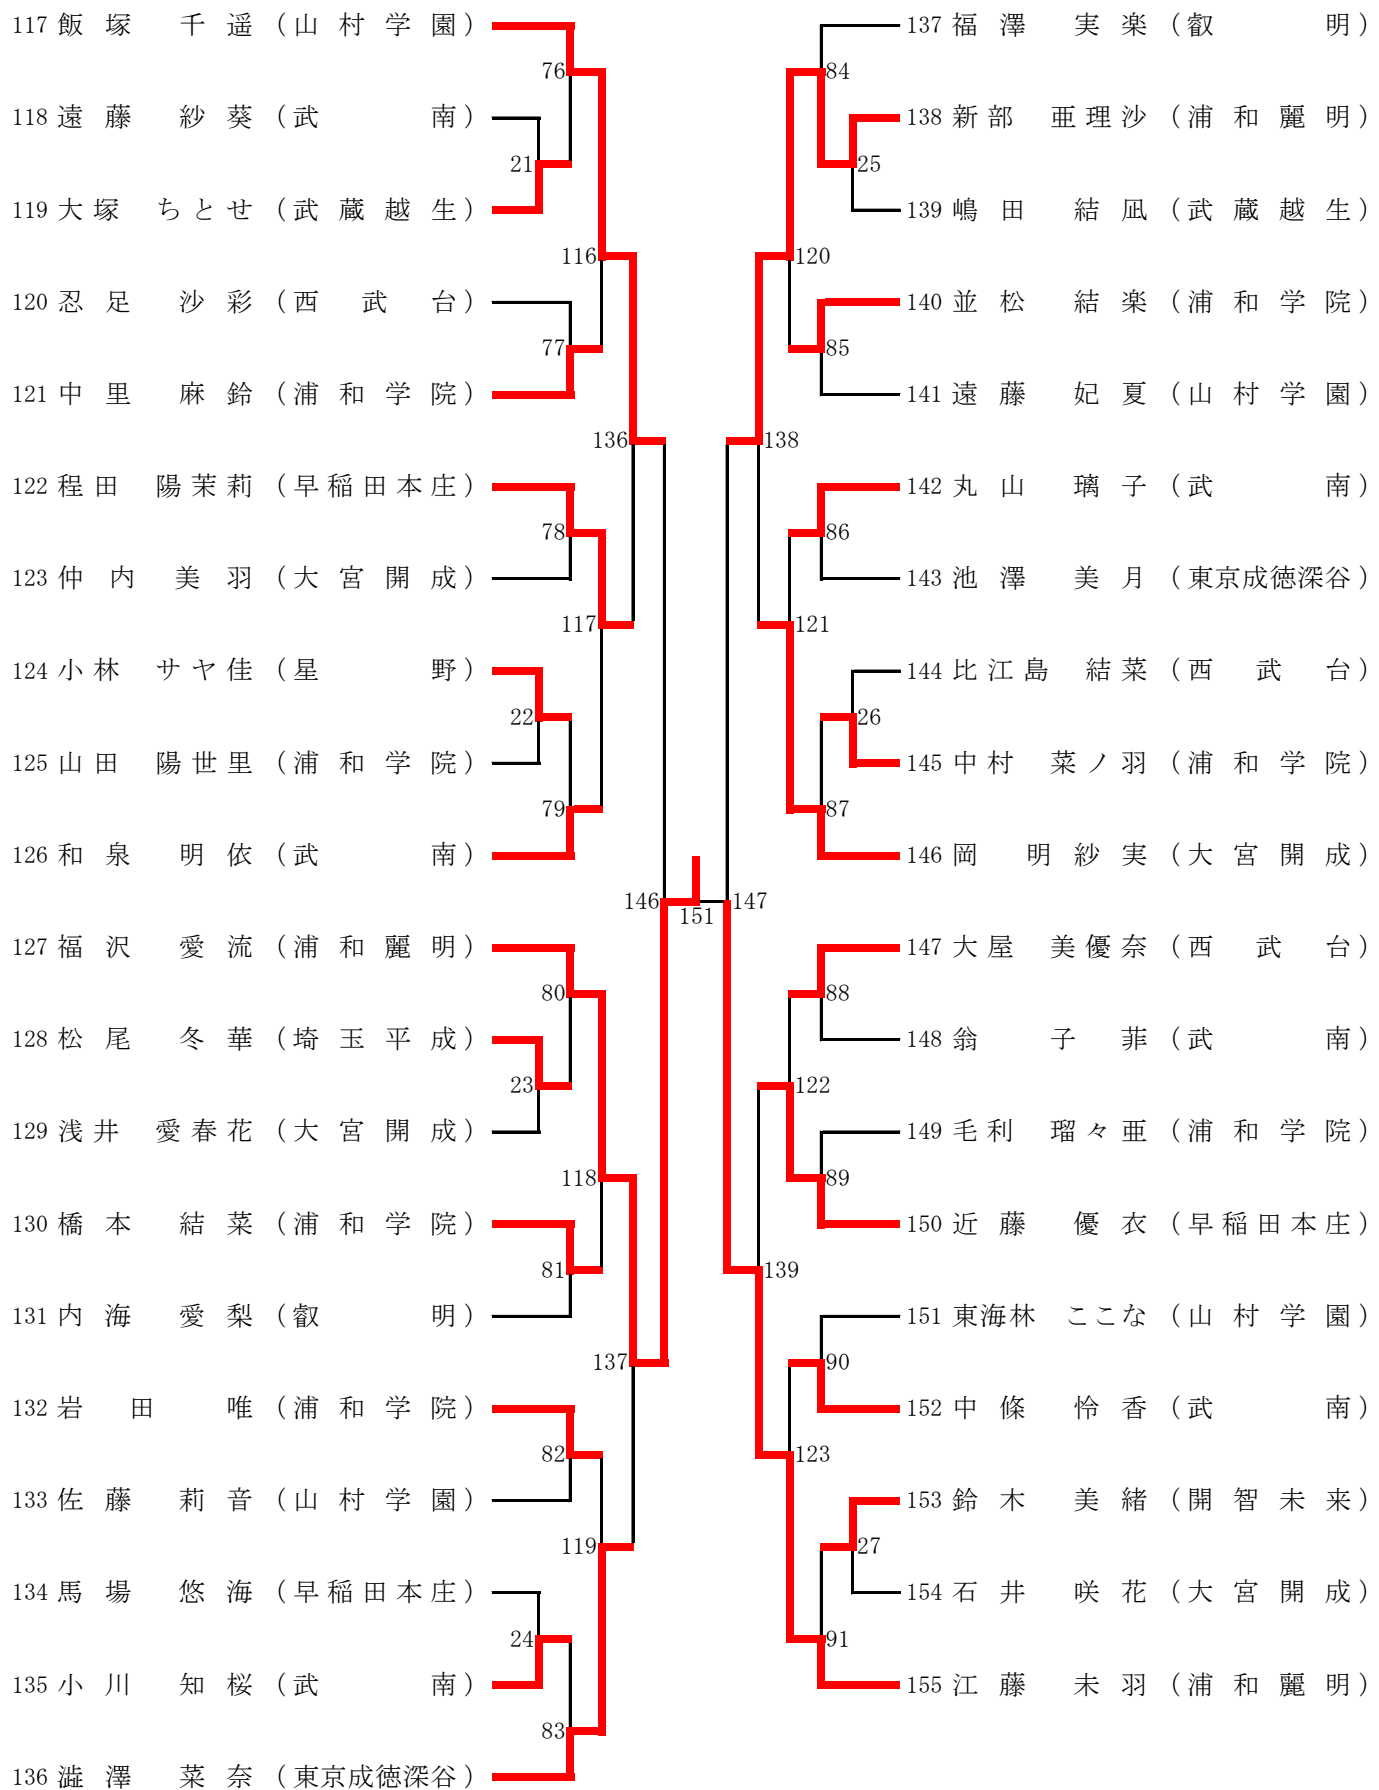 117 飯塚 千遥 (山村学園)
76
118 遠藤 紗葵 (武南)
21
119 大塚 ちとせ (武蔵越生)
116
120 忍足 沙彩 (西武台)
77
121 中里 麻鈴 (浦和学院)
136
122 程田 陽茉莉 (早稲田本庄)
78
123 仲内 美羽 (大宮開成)
117
124 小林 サヤ佳 (星野)
22
125 山田 陽世里 (浦和学院)
79
126 和泉 明依 (武南)
146
127 福沢 愛流 (浦和麗明)
80
128 松尾 冬華 (埼玉平成)
23
129 浅井 愛春花 (大宮開成)
118
130 橋本 結菜 (浦和学院)
81
131 内海 愛梨 (叡明)
137
132 岩田 唯 (浦和学院)
82
133 佐藤 莉音 (山村学園)
119
134 馬場 悠海 (早稲田本庄)
24
135 小川 知桜 (武南)
83
136 澁澤 菜奈 (東京成徳深谷)
151
137 福澤 実楽 (叡明)
84
138 新部 亜理沙 (浦和麗明)
25
139 嶋田 結凪 (武蔵越生)
120
140 並松 結楽 (浦和学院)
85
141 遠藤 妃夏 (山村学園)
138
142 丸山 璃子 (武南)
86
143 池澤 美月 (東京成徳深谷)
121
144 比江島 結菜 (西武台)
26
145 中村 菜ノ羽 (浦和学院)
87
146 岡 明紗実 (大宮開成)
147
147 大屋 美優奈 (西武台)
88
148 翁 子菲 (武南)
122
149 毛利 瑠々亜 (浦和学院)
89
150 近藤 優衣 (早稲田本庄)
139
151 東海林 ここな (山村学園)
90
152 中條 怜香 (武南)
123
153 鈴木 美緒 (開智未来)
27
154 石井 咲花 (大宮開成)
91
155 江藤 未羽 (浦和麗明)